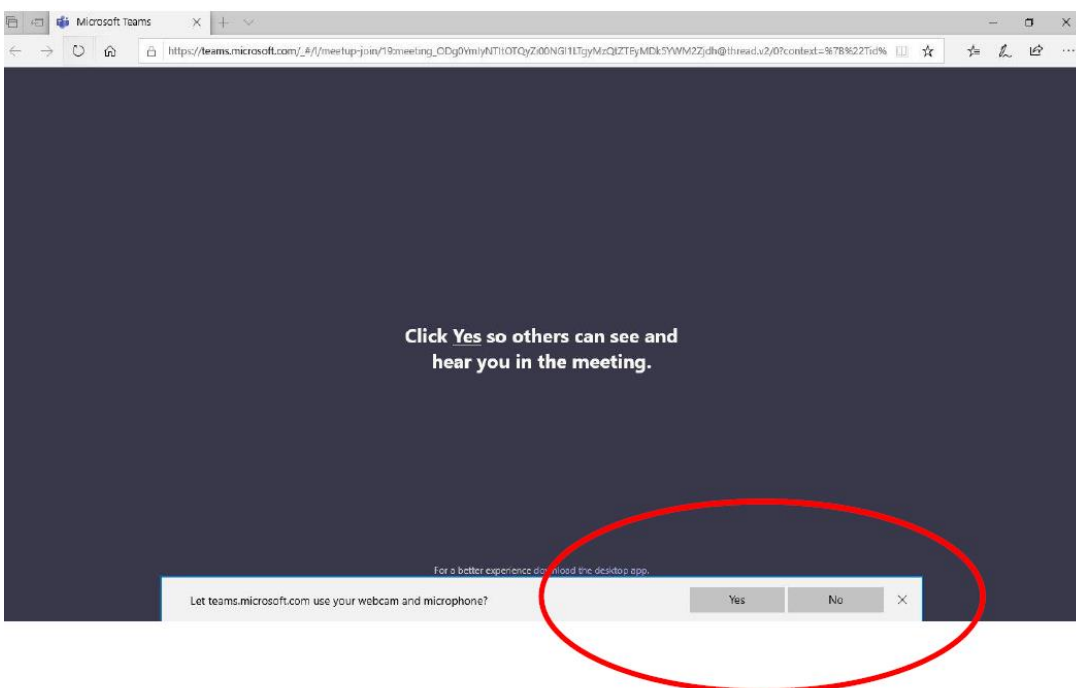 Microsoft Teams
https://teams.microsoft.com/_#/l/meetup-join/19:meeting_
Click Yes so others can see and
hear you in the meeting.
For a better experience download the desktop app.
Let teams.microsoft.com use your webcam and microphone?
Yes
No